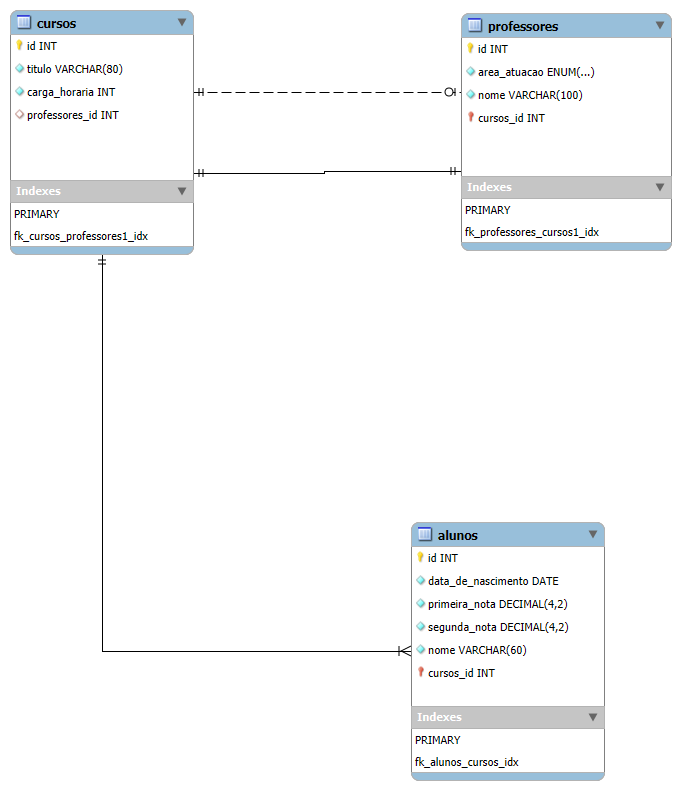 cursos
id INT
titulo VARCHAR(80)
carga_horaria INT
professores_id INT
Indexes
PRIMARY
fk_cursos_professores1_idx
professores
id INT
area_atuacao ENUM(...)
nome VARCHAR(100)
cursos_id INT
Indexes
PRIMARY
fk_professores_cursos1_idx
alunos
id INT
data_de_nascimento DATE
primeira_nota DECIMAL(4,2)
segunda_nota DECIMAL(4,2)
nome VARCHAR(60)
cursos_id INT
Indexes
PRIMARY
fk_alunos_cursos_idx